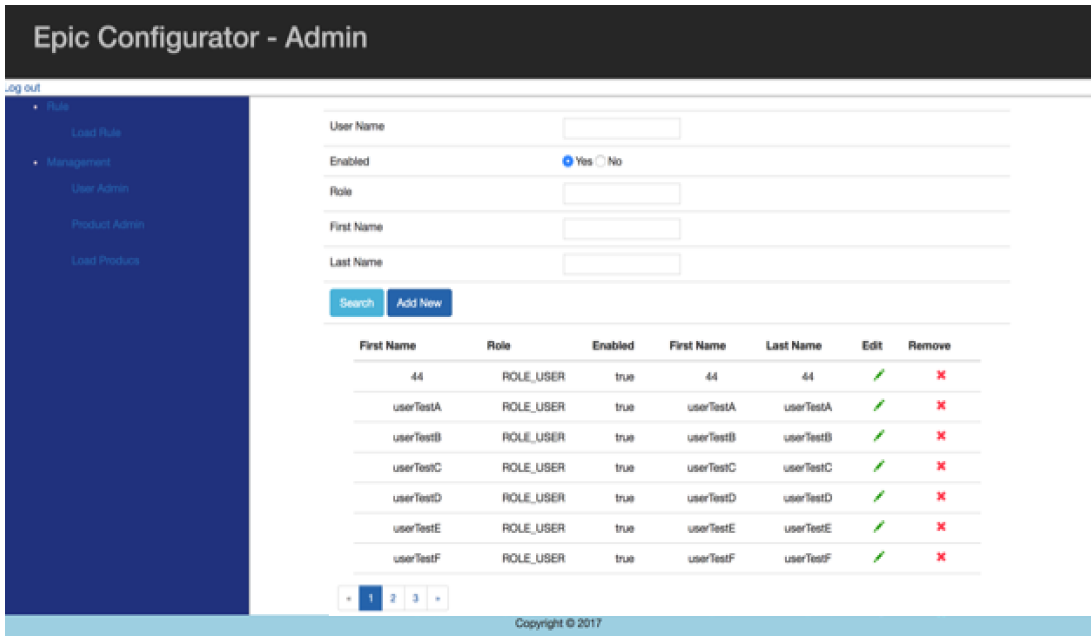 Epic Configurator - Admin
Log out
Rule
Load Rule
Management
User Admin
Product Admin
Load Produca
User Name
Enabled Yes No
Role
First Name
Last Name
Search Add New
First Name Role Enabled First Name Last Name Edit Remove
44 ROLE_USER true 44 44
userTestA ROLE_USER true userTestA userTestA
userTestB ROLE_USER true userTestB userTestB
userTestC ROLE_USER true userTestC userTestC
userTestD ROLE_USER true userTestD userTestD
userTestE ROLE_USER true userTestE userTestE
userTestF ROLE_USER true userTestF userTestF
« 1 2 3 »
Copyright © 2017